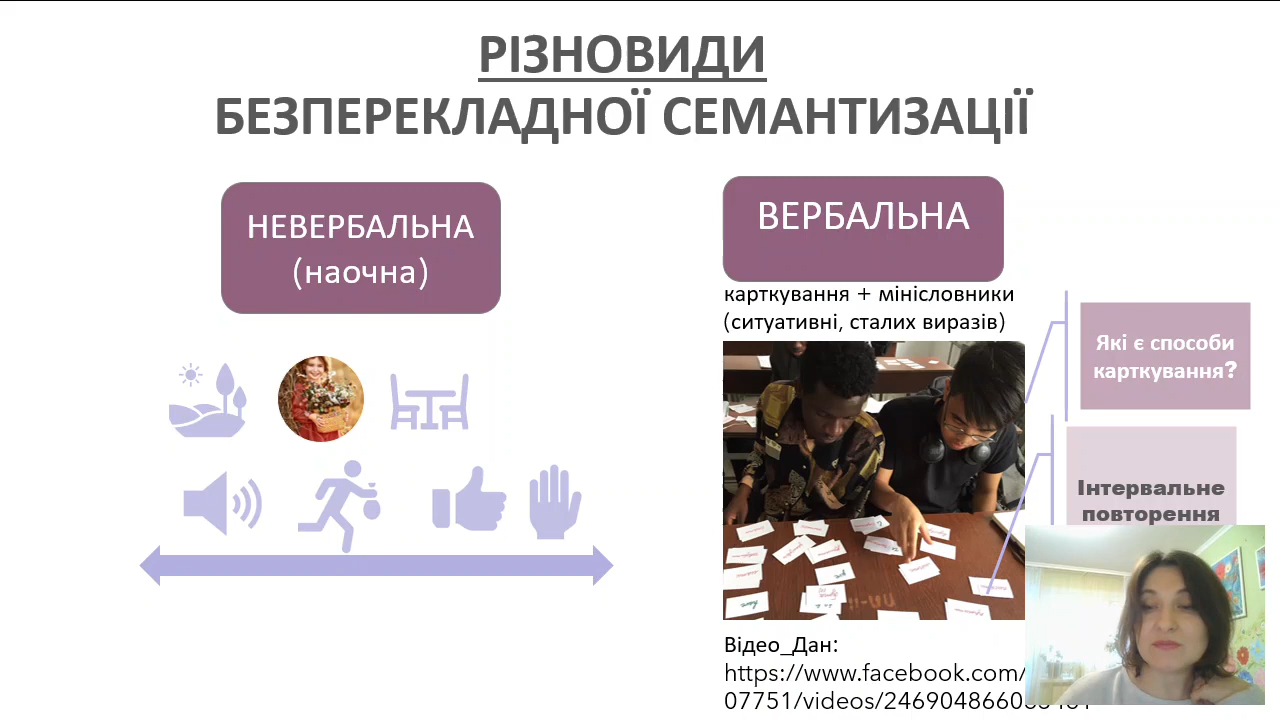 РІЗНОВИДИ
БЕЗПЕРЕКЛАДНОЇ СЕМАНТИЗАЦІЇ
НЕВЕРБАЛЬНА
(наочна)
ВЕРБАЛЬНА
карткування + мінісловники
(ситуативні, сталих виразів)
Які є способи
карткування?
Інтервальне
повторення
Відео_Дан:
https://www.facebook.com/
07751/videos/246904866